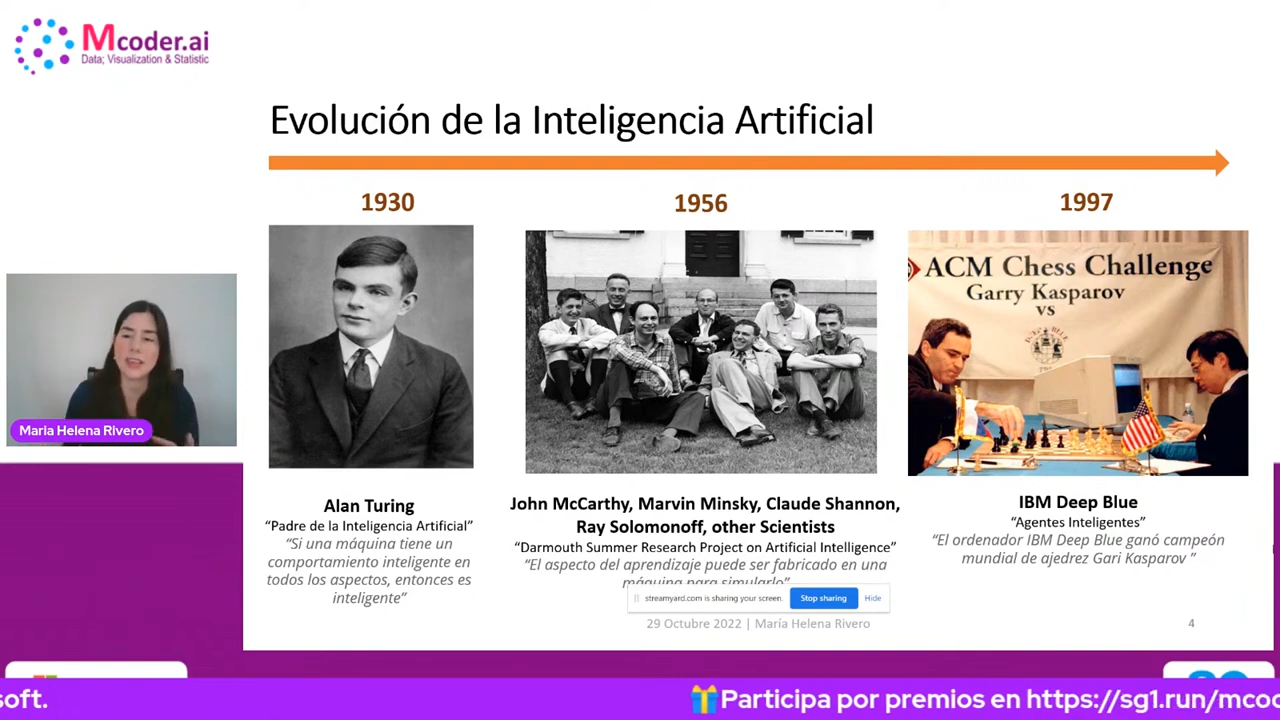 Mcoder.ai
Data; Visualization & Statistic
Evolución de la Inteligencia Artificial
1930
1956
1997
ACM Chess Challenge
Garry Kasparov
vs
Maria Helena Rivero
Alan Turing
“Padre de la Inteligencia Artificial”
“Si una máquina tiene un
comportamiento inteligente en
todos los aspectos, entonces es
inteligente”
John McCarthy, Marvin Minsky, Claude Shannon,
Ray Solomonoff, other Scientists
“Darmouth Summer Research Project on Artificial Intelligence”
“El aspecto del aprendizaje puede ser fabricado en una
máquina para simularlo”
IBM Deep Blue
“Agentes Inteligentes”
“El ordenador IBM Deep Blue ganó campeón
mundial de ajedrez Gari Kasparov ”
streamyard.com is sharing your screen.
Stop sharing
Hide
29 Octubre 2022 | María Helena Rivero
4
soft.
Participa por premios en https://sg1.run/mcod